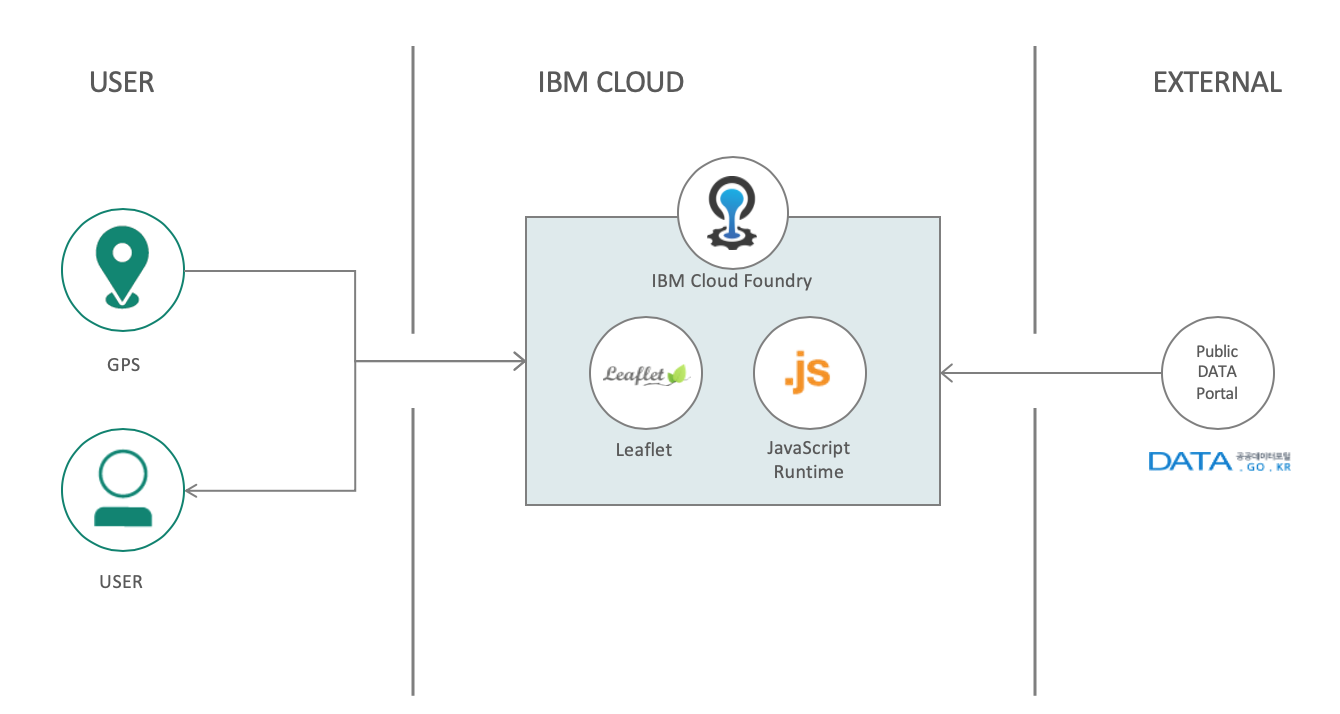 USER
IBM CLOUD
EXTERNAL
GPS
USER
IBM Cloud Foundry
Leaflet
.js
Leaflet
JavaScript
Runtime
Public
DATA
Portal
DATA 공공데이터포털
.GO.KR